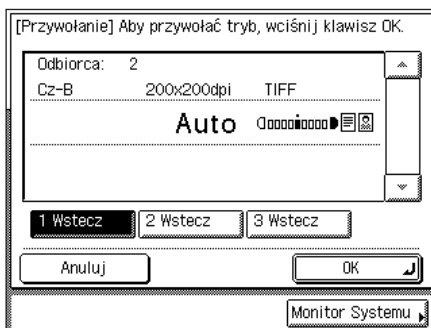 [Przywołanie] Aby przywołać tryb, wciśnij klawisz OK.
Odbiorca: 2
Cz-B 200x200dpi TIFF
Auto
1 Wstecz 2 Wstecz 3 Wstecz
Anuluj OK
Monitor Systemu